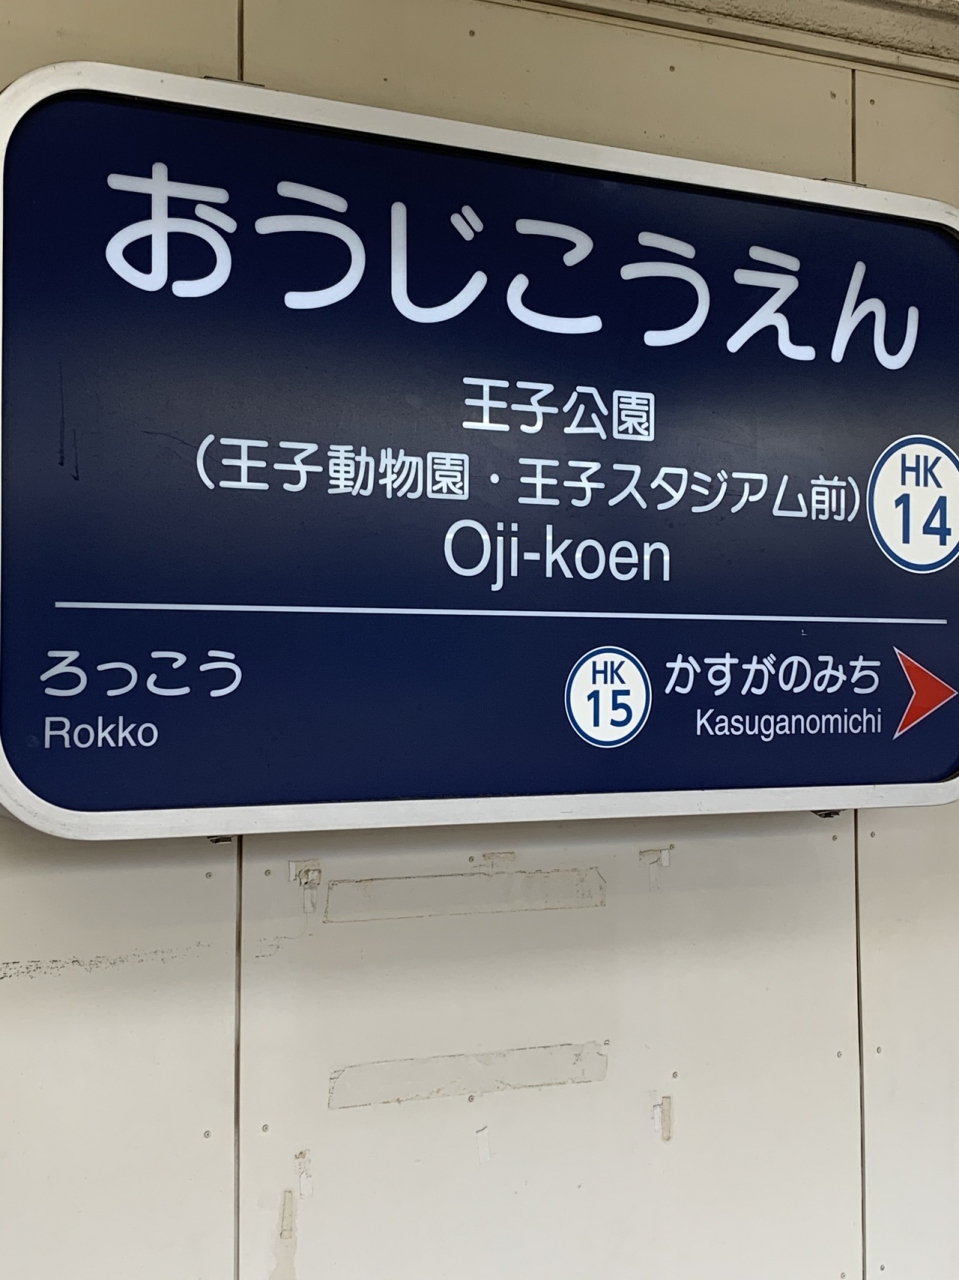 おうじこうえん
王子公園
（王子動物園・王子スタジアム前）
HK
14
Oji-koen
ろっこう
Rokko
HK
15
かすがのみち
Kasuganomichi